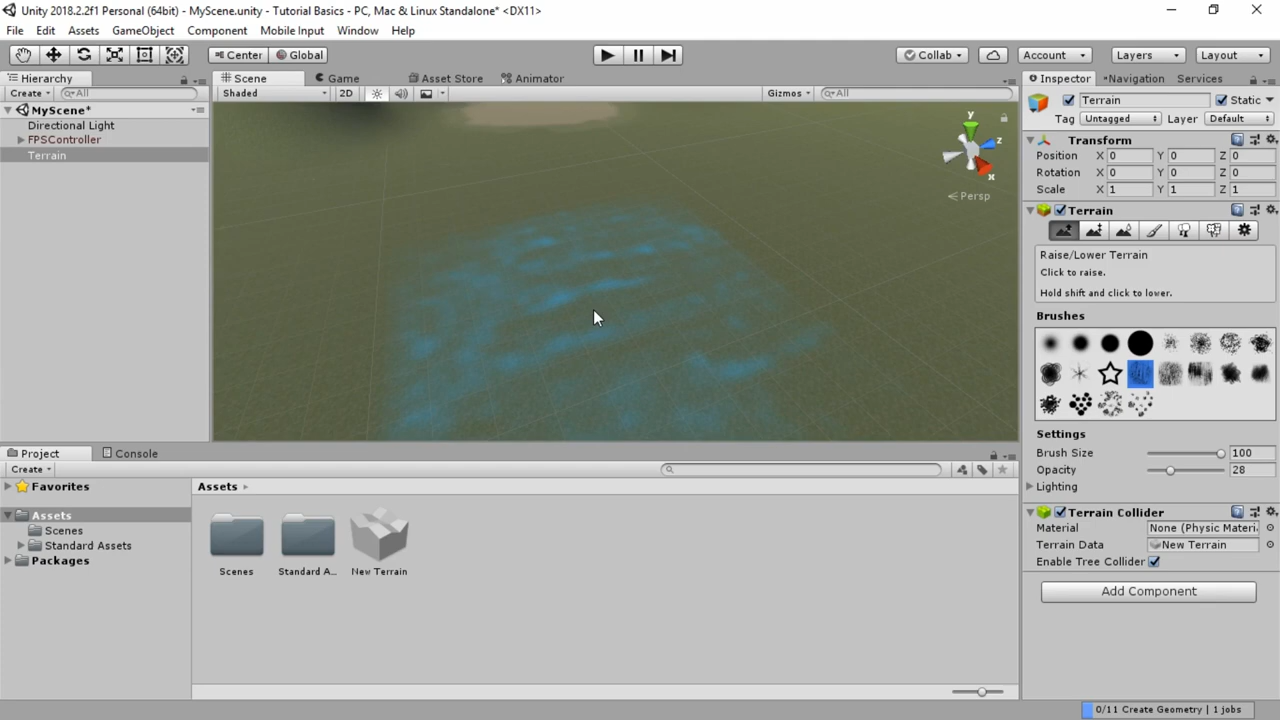 Unity 2018.2.2f1 Personal (64bit) - MyScene.unity - Tutorial Basics - PC, Mac & Linux Standalone* <DX11>
File Edit Assets GameObject Component Mobile Input Window Help
Center Global Collab Account Layers Layout
Hierarchy Scene Game Asset Store Animator Inspector Navigation Services
Create All Shaded 2D Gizmos All Terrain Static
MyScene*
Directional Light
FPSController
Terrain
y
z
x
Persp
Tag Untagged Layer Default
Transform
Position X 0 Y 0 Z 0
Rotation X 0 Y 0 Z 0
Scale X 1 Y 1 Z 1
Terrain
Raise/Lower Terrain
Click to raise.
Hold shift and click to lower.
Brushes
Settings
Brush Size 100
Opacity 28
Lighting
Terrain Collider
Material None (Physic Materi
Terrain Data New Terrain
Enable Tree Collider
Add Component
Project Console
Create
Favorites
Assets
Scenes
Standard Assets
Packages
Assets
Scenes Standard A... New Terrain
0/11 Create Geometry | 1 jobs